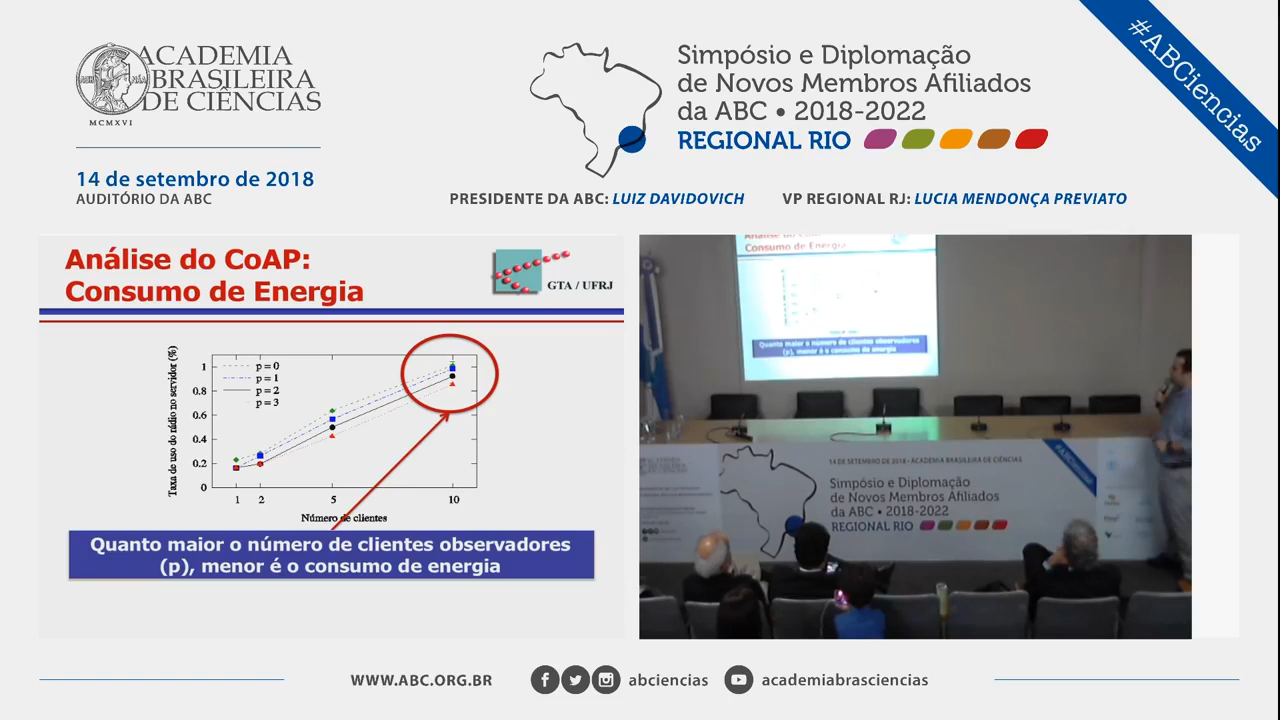 ACADEMIA
BRASILEIRA
DE CIÊNCIAS
MCMXVI
14 de setembro de 2018
AUDITÓRIO DA ABC
Simpósio e Diplomação
de Novos Membros Afiliados
da ABC • 2018-2022
REGIONAL RIO
#ABCiencias
PRESIDENTE DA ABC: LUIZ DAVIDOVICH VP REGIONAL RJ: LUCIA MENDONÇA PREVIATO
Análise do CoAP:
Consumo de Energia
GTA / UFRJ
Taxa de uso do rádio no servidor (%)
1
0.8
0.6
0.4
0.2
0
p = 0
p = 1
p = 2
p = 3
1 2 5 10
Número de clientes
Quanto maior o número de clientes observadores
(p), menor é o consumo de energia
Análise do CoAP
Consumo de Energia
Quanto maior o número de clientes observadores
(p), menor é o consumo de energia
14 DE SETEMBRO DE 2018 • ACADEMIA BRASILEIRA DE CIÊNCIAS
Simpósio e Diplomação
de Novos Membros Afiliados
da ABC • 2018-2022
REGIONAL RIO
WWW.ABC.ORG.BR abciencias academiabrasciencias